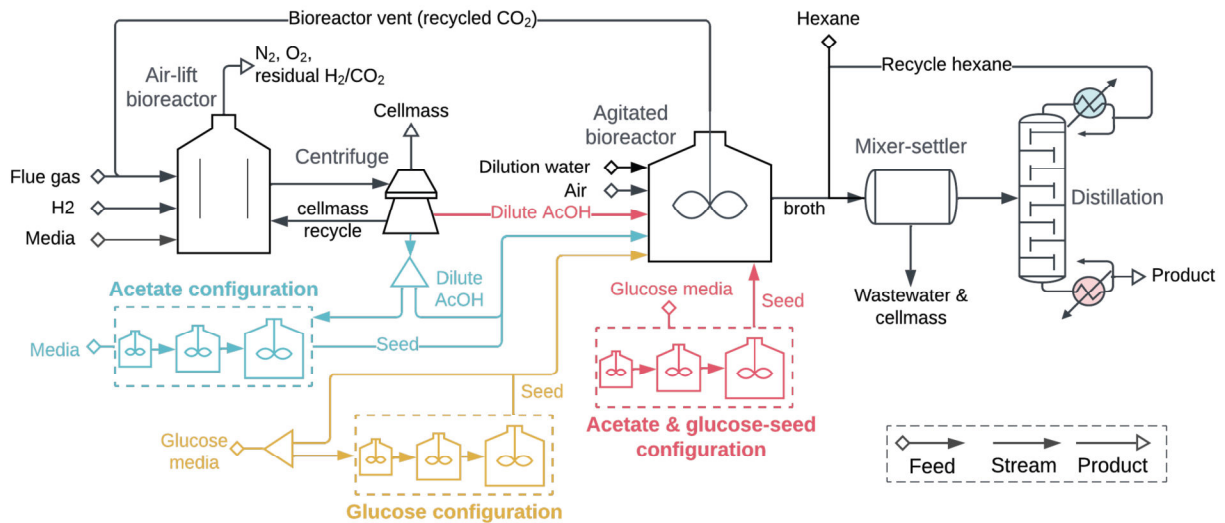 Bioreactor vent (recycled CO₂)
Hexane
N₂, O₂,
residual H₂/CO₂
Air-lift
bioreactor
Recycle hexane
Cellmass
Agitated
bioreactor
Centrifuge
Mixer-settler
Dilution water
Flue gas
Air
Distillation
H2
cellmass
recycle
Dilute AcOH
broth
Media
Dilute
AcOH
Product
Acetate configuration
Glucose media
Seed
Wastewater &
cellmass
Media
Seed
Seed
Acetate & glucose-seed
configuration
Glucose
media
Feed
Stream
Product
Glucose configuration